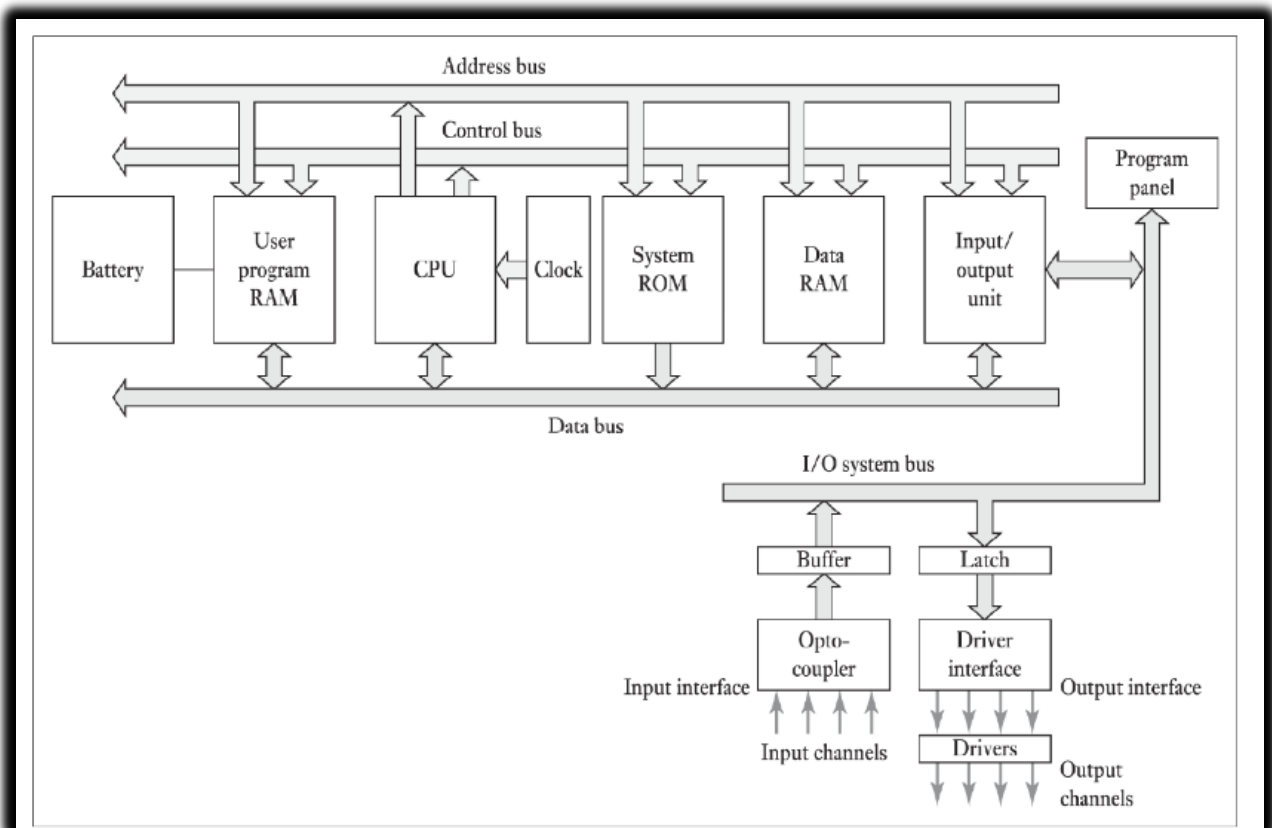 Address bus
Control bus
Program
panel
Battery
User
program
RAM
CPU
Clock
System
ROM
Data
RAM
Input/
output
unit
Data bus
I/O system bus
Buffer
Latch
Opto-
coupler
Driver
interface
Input interface
Output interface
Input channels
Drivers
Output
channels